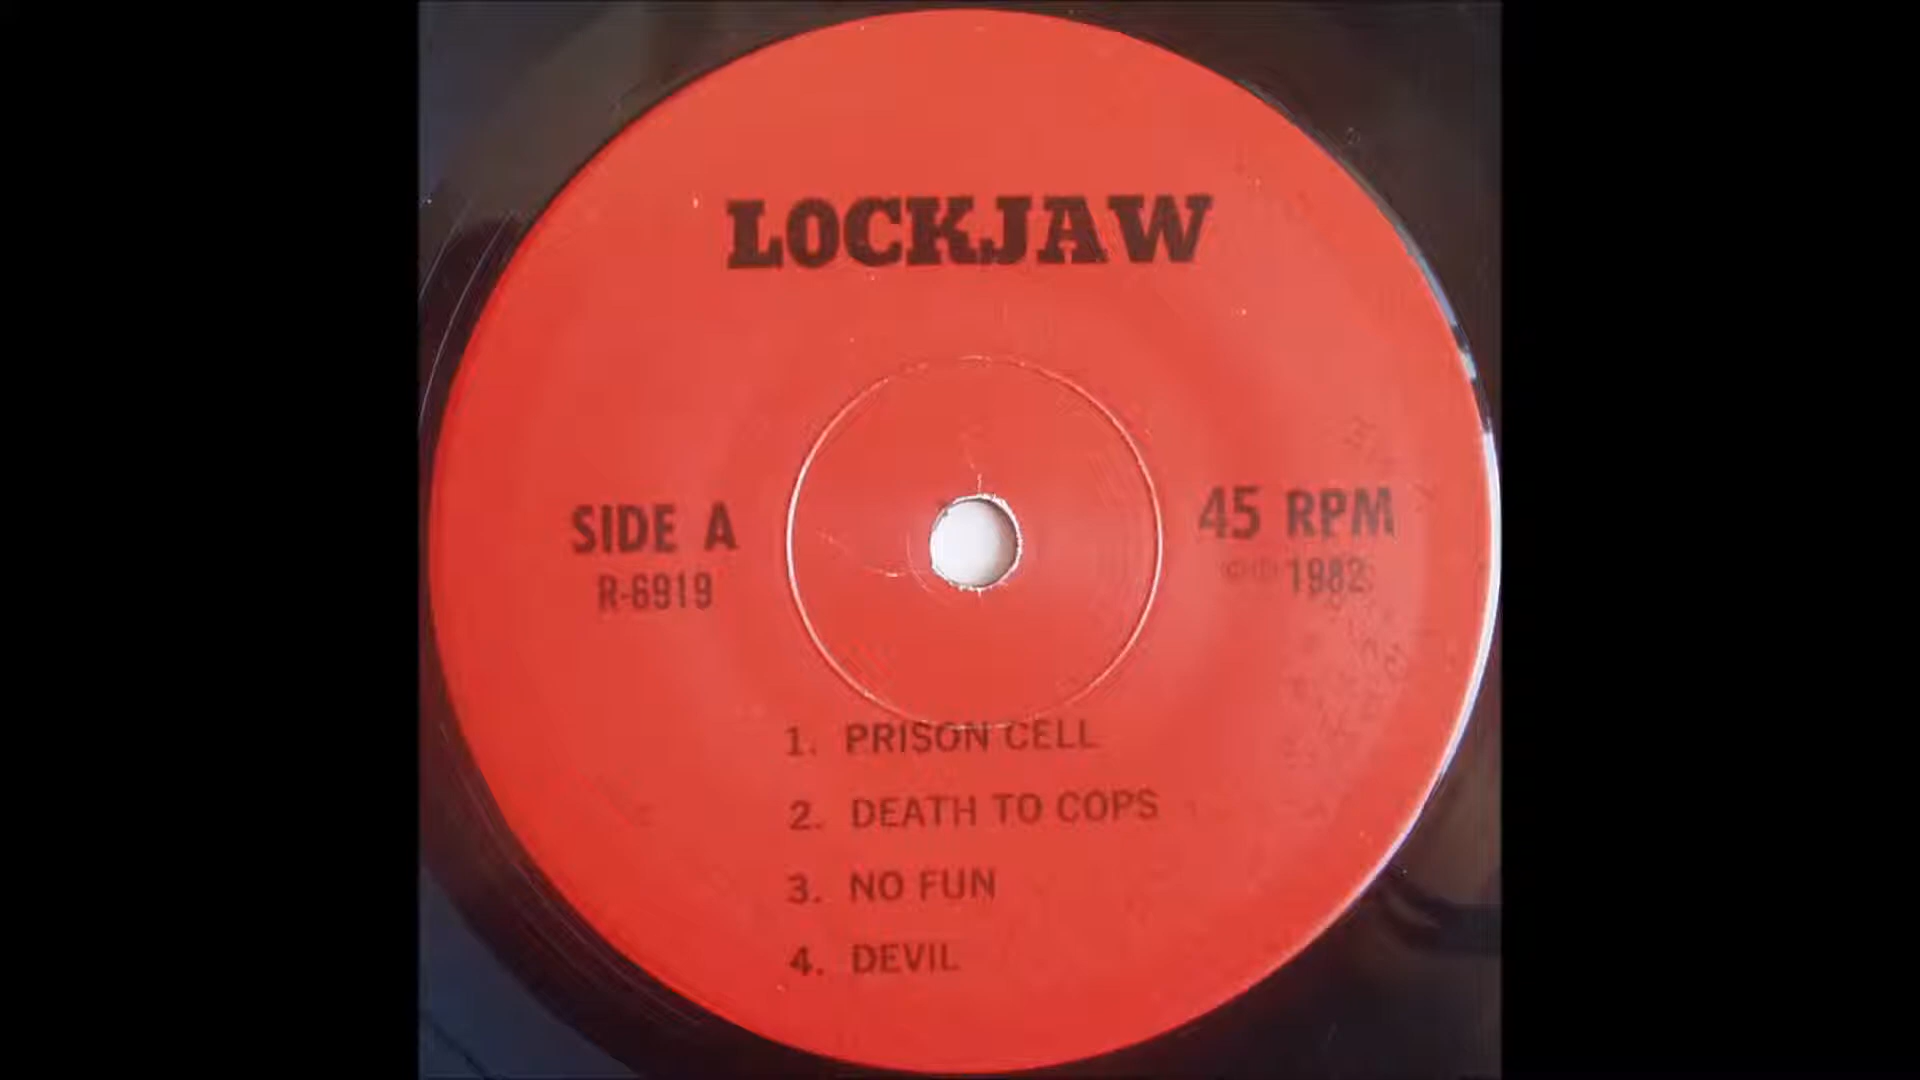 LOCKJAW
SIDE A
R-6919
45 RPM
©℗ 1982
1. PRISON CELL
2. DEATH TO COPS
3. NO FUN
4. DEVIL